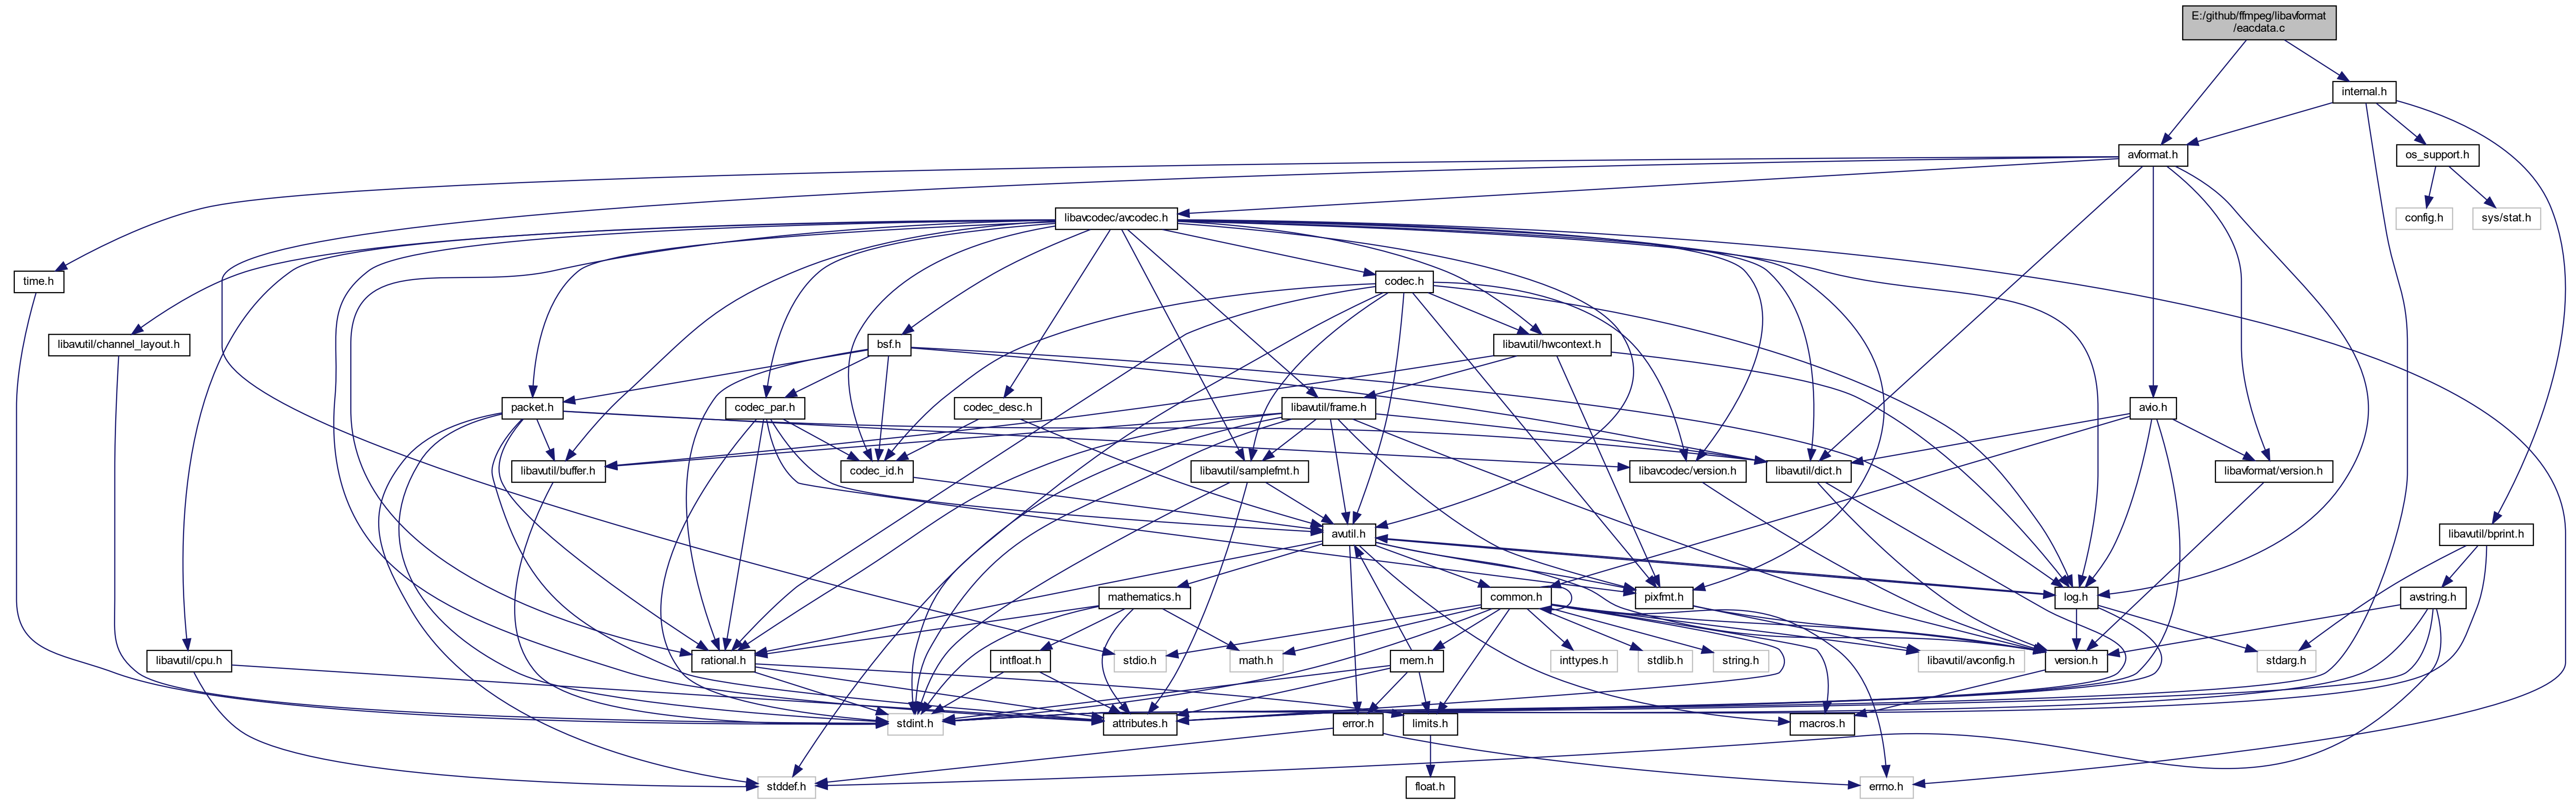 E:/github/ffmpeg/libavformat
/eacdata.c
internal.h
avformat.h
os_support.h
libavcodec/avcodec.h
config.h
sys/stat.h
time.h
codec.h
libavutil/channel_layout.h
bsf.h
libavutil/hwcontext.h
packet.h
codec_par.h
codec_desc.h
libavutil/frame.h
avio.h
libavutil/buffer.h
codec_id.h
libavutil/samplefmt.h
libavcodec/version.h
libavutil/dict.h
libavformat/version.h
avutil.h
libavutil/bprint.h
mathematics.h
common.h
pixfmt.h
log.h
avstring.h
libavutil/cpu.h
rational.h
intfloat.h
stdio.h
math.h
mem.h
inttypes.h
stdlib.h
string.h
libavutil/avconfig.h
version.h
stdarg.h
stdint.h
attributes.h
error.h
limits.h
macros.h
stddef.h
float.h
errno.h